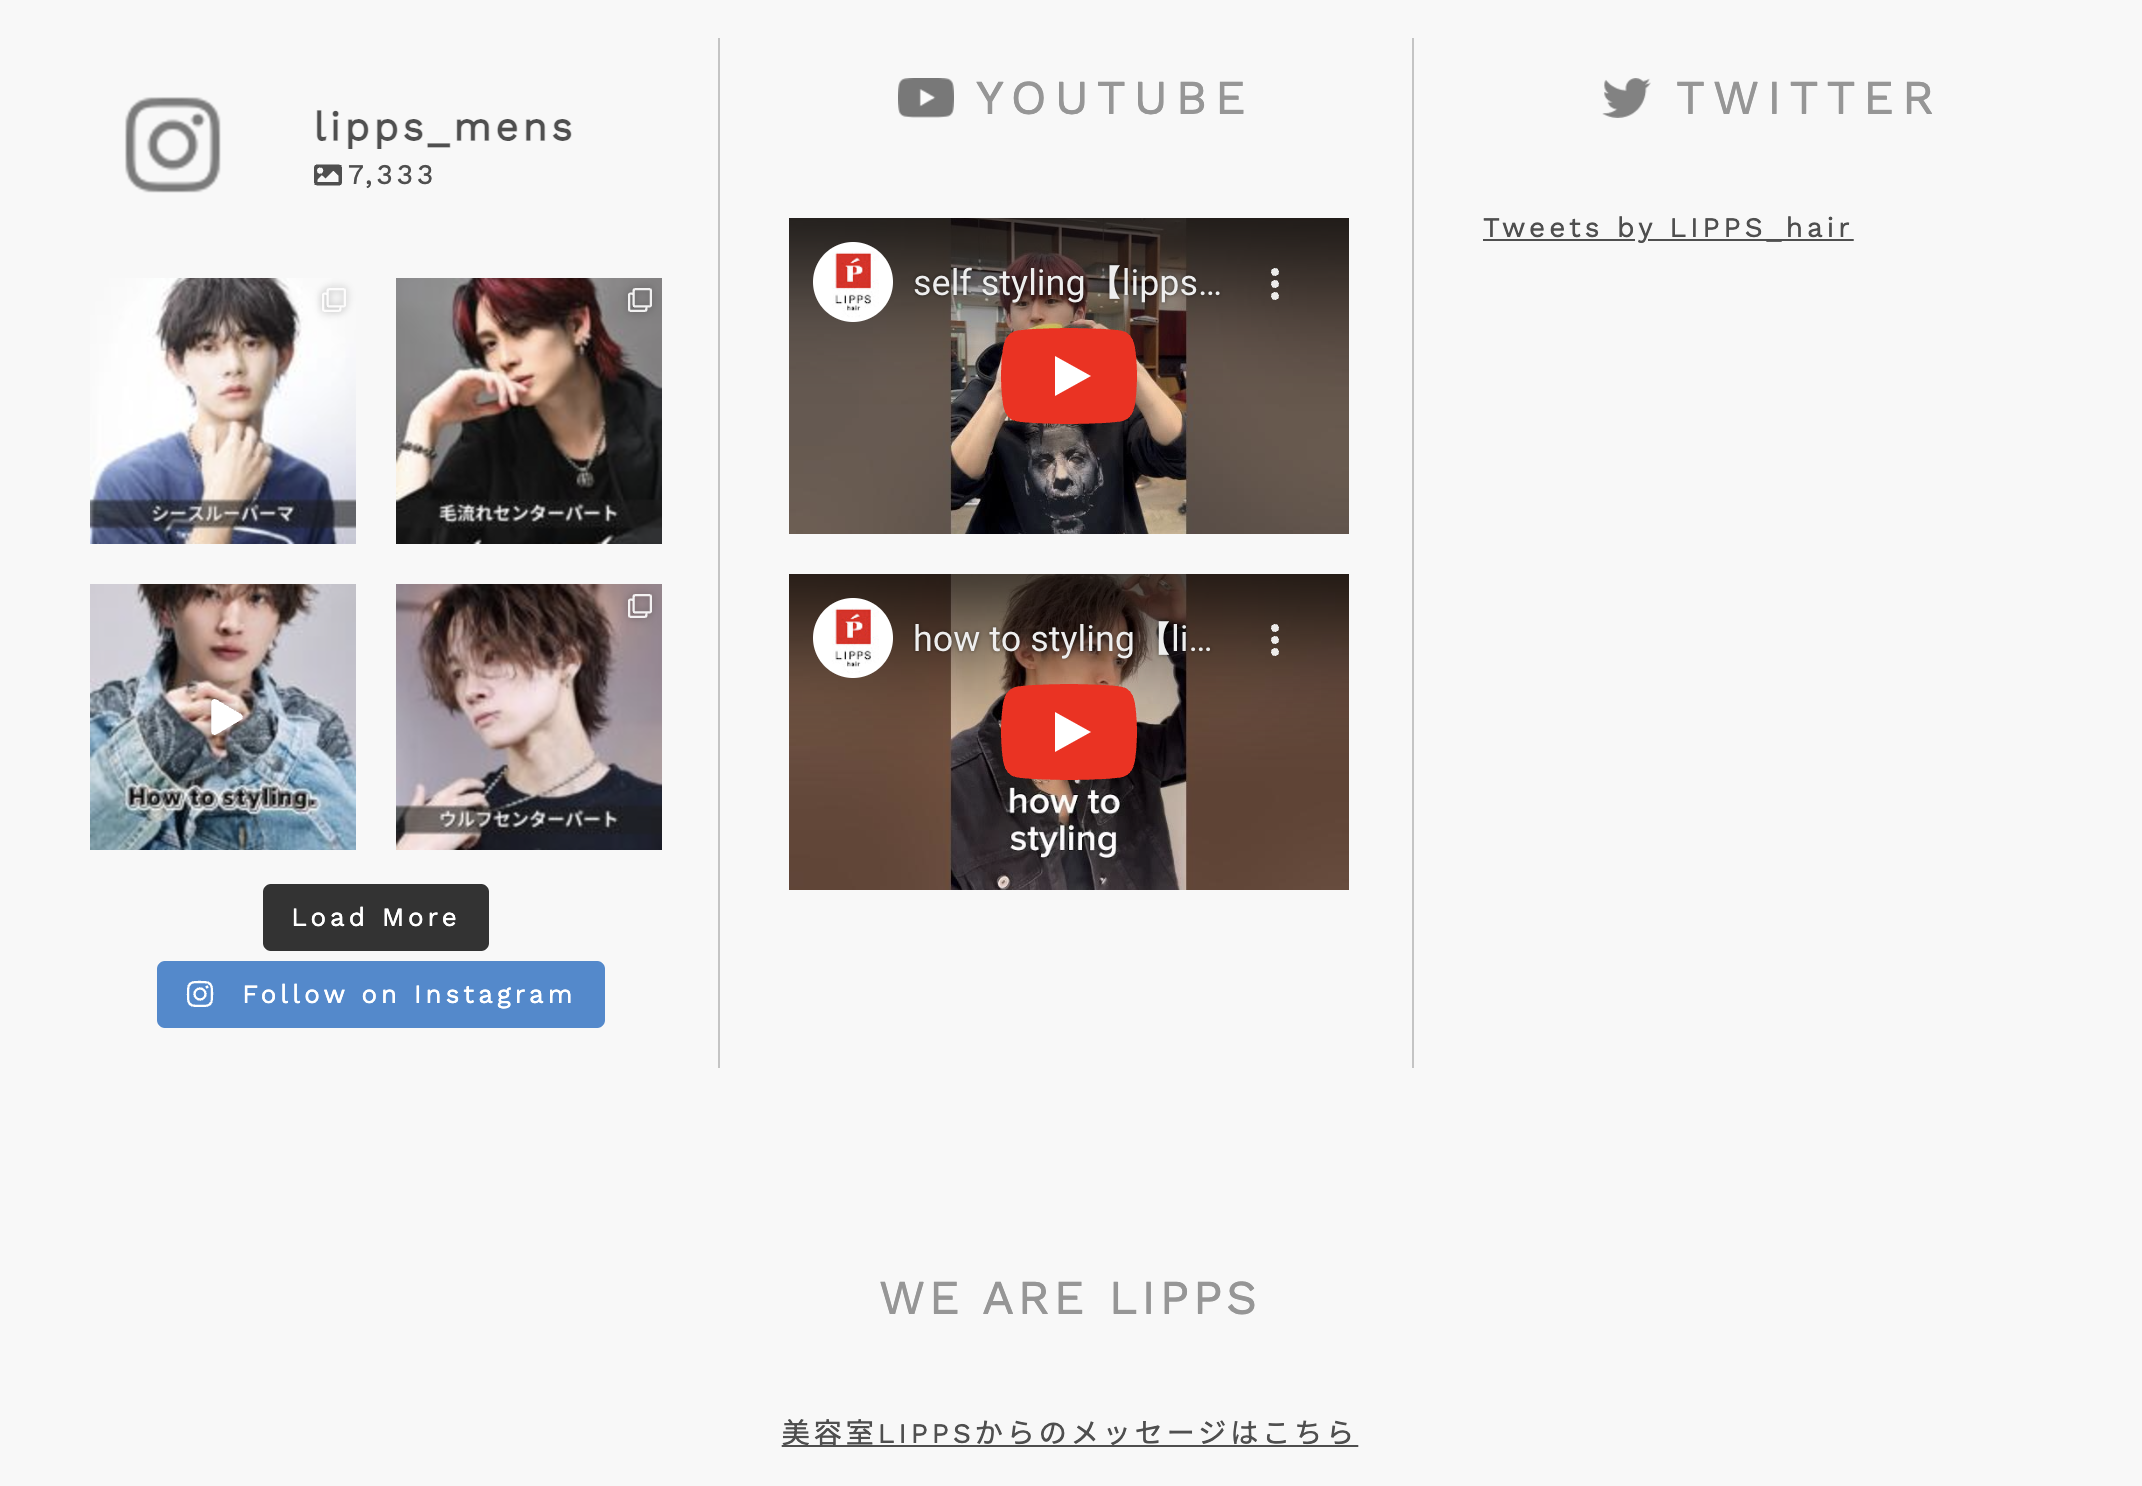 lipps_mens
7,333
シースルーパーマ
毛流れセンターパート
How to styling.
ウルフセンターパート
Load More
Follow on Instagram
YOUTUBE
LIPPS
hair
self styling【lipps...
LIPPS
hair
how to styling【li...
how to
styling
TWITTER
Tweets by LIPPS_hair
WE ARE LIPPS
美容室LIPPSからのメッセージはこちら